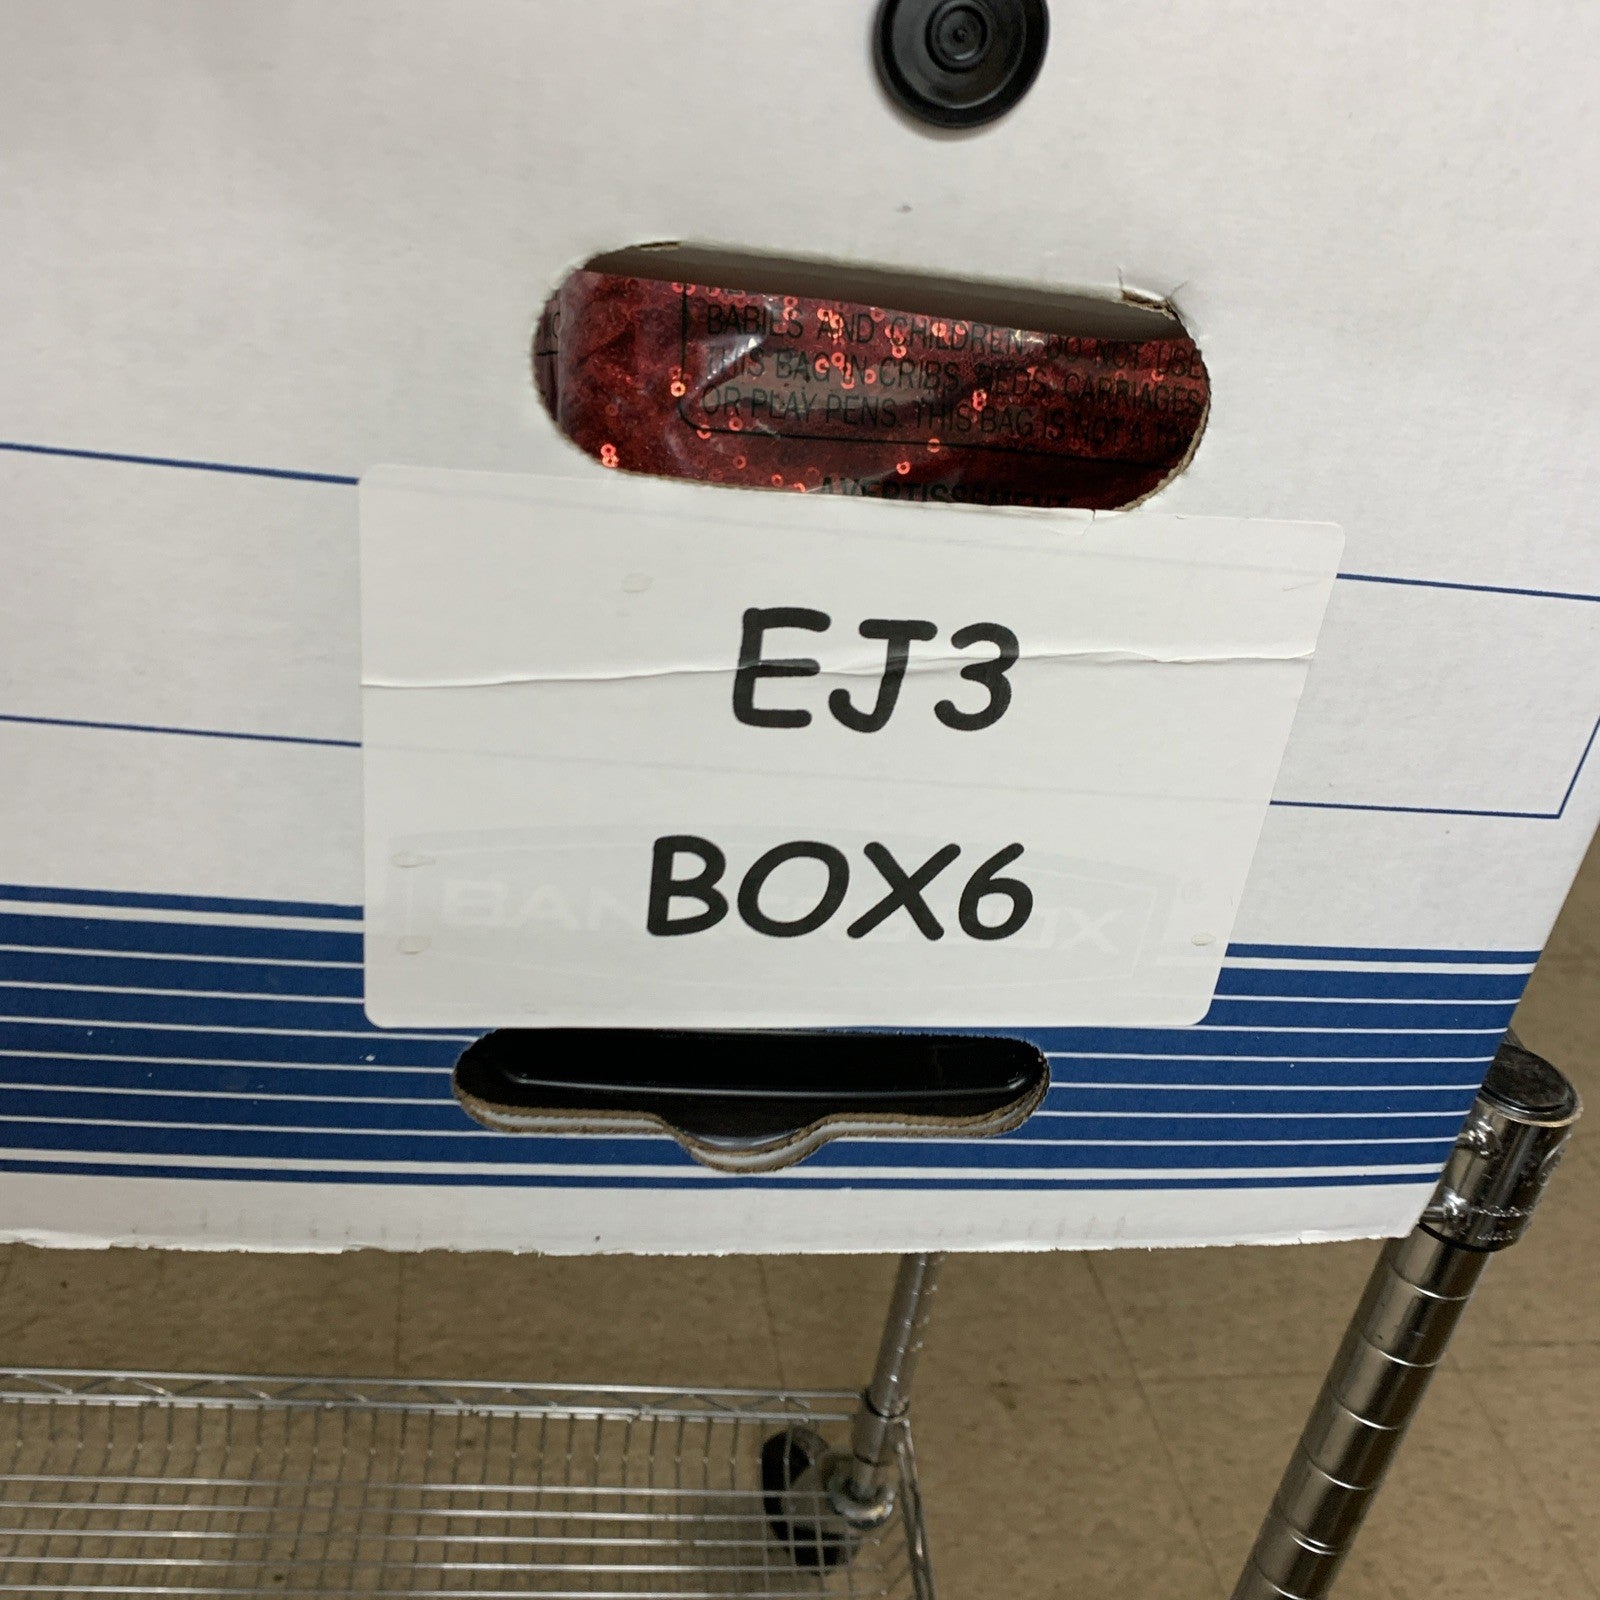 BABIES AND CHILDREN. DO NOT USE
THIS BAG IN CRIBS, BEDS, CARRIAGES
OR PLAY PENS. THIS BAG IS NOT A
AVERTISSEMENT
EJ3
BOX6